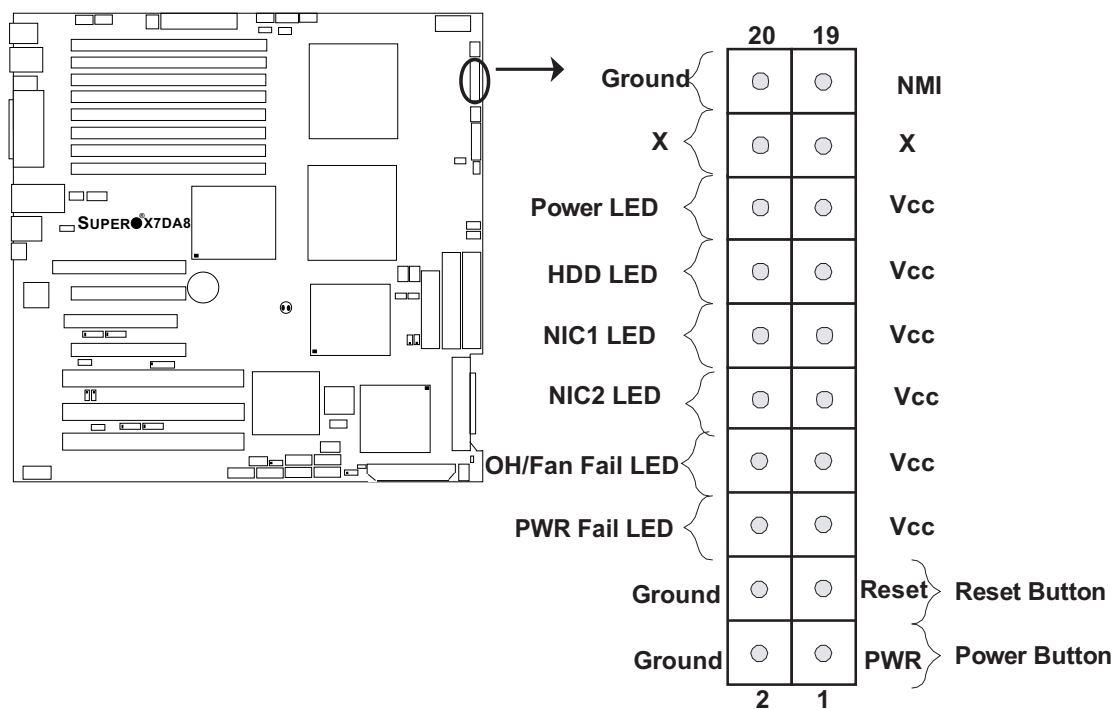 SUPER®X7DA8
20 19
Ground NMI
X X
Power LED Vcc
HDD LED Vcc
NIC1 LED Vcc
NIC2 LED Vcc
OH/Fan Fail LED Vcc
PWR Fail LED Vcc
Ground Reset Reset Button
Ground PWR Power Button
2 1